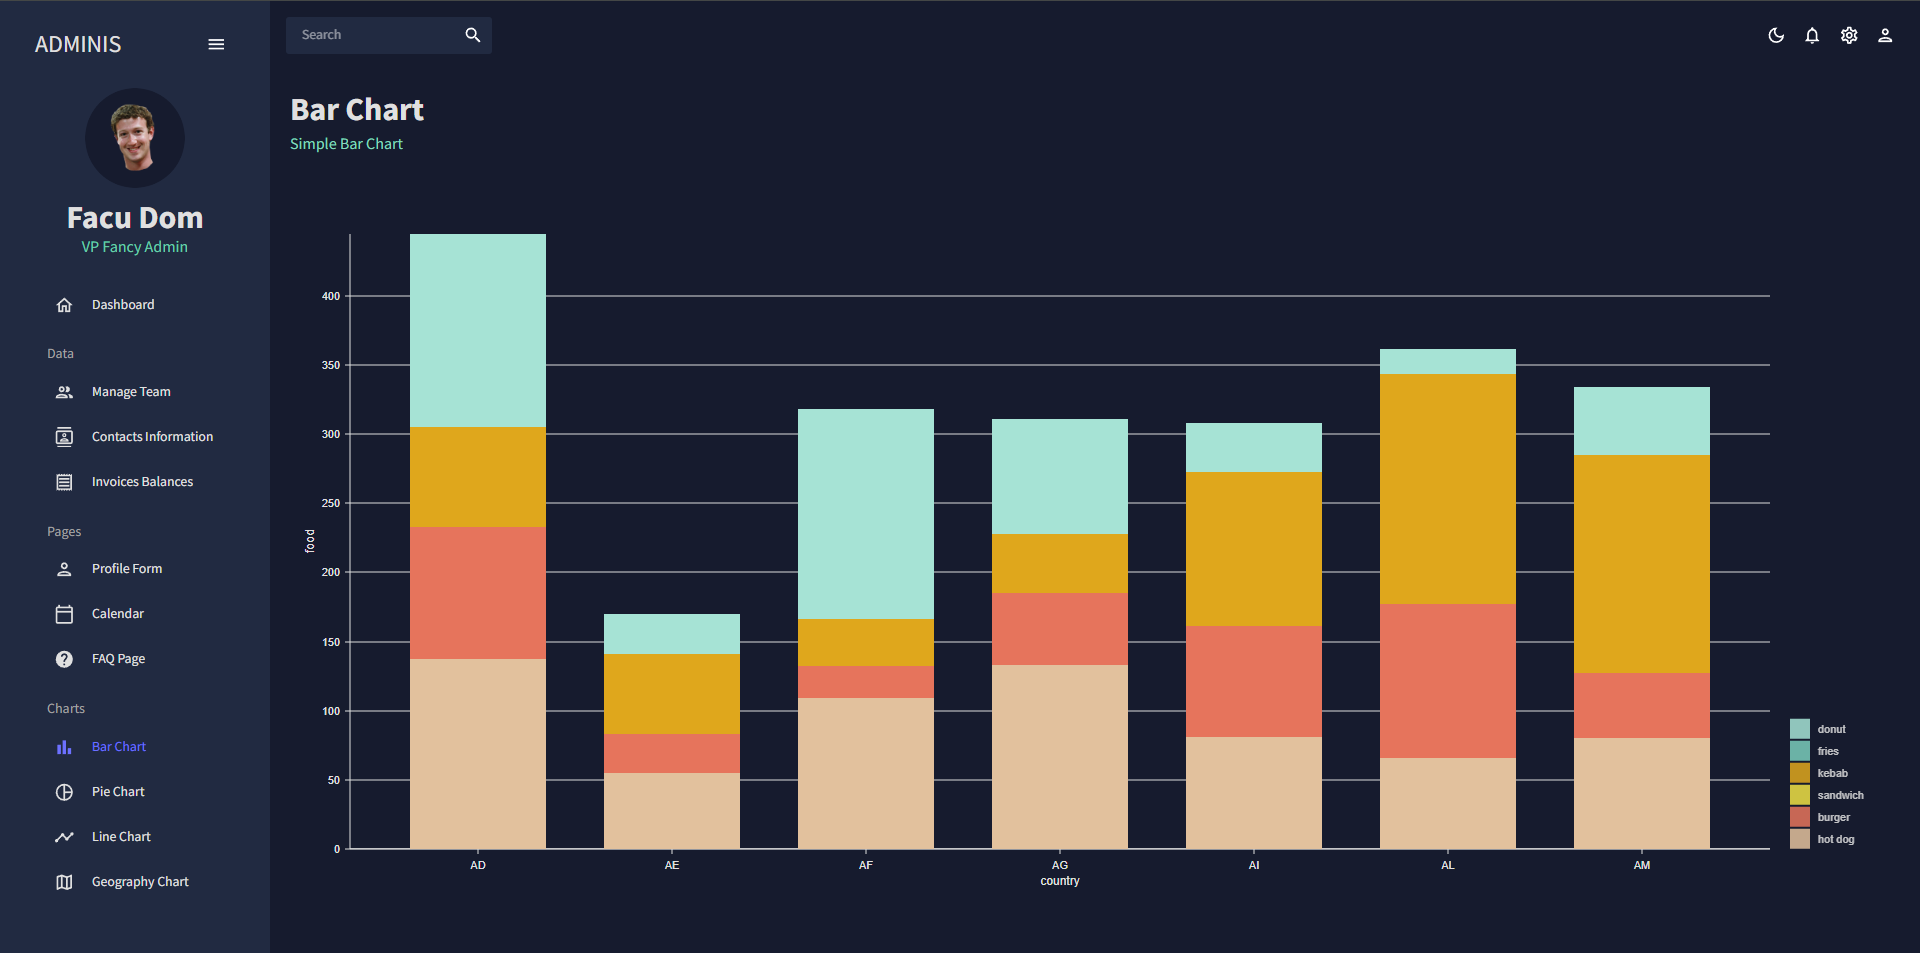 ADMINIS
Search
Facu Dom
VP Fancy Admin
Dashboard
Data
Manage Team
Contacts Information
Invoices Balances
Pages
Profile Form
Calendar
FAQ Page
Charts
Bar Chart
Pie Chart
Line Chart
Geography Chart
Bar Chart
Simple Bar Chart
400
350
300
250
200
150
100
50
0
food
AD AE AF AG AI AL AM
country
donut
fries
kebab
sandwich
burger
hot dog